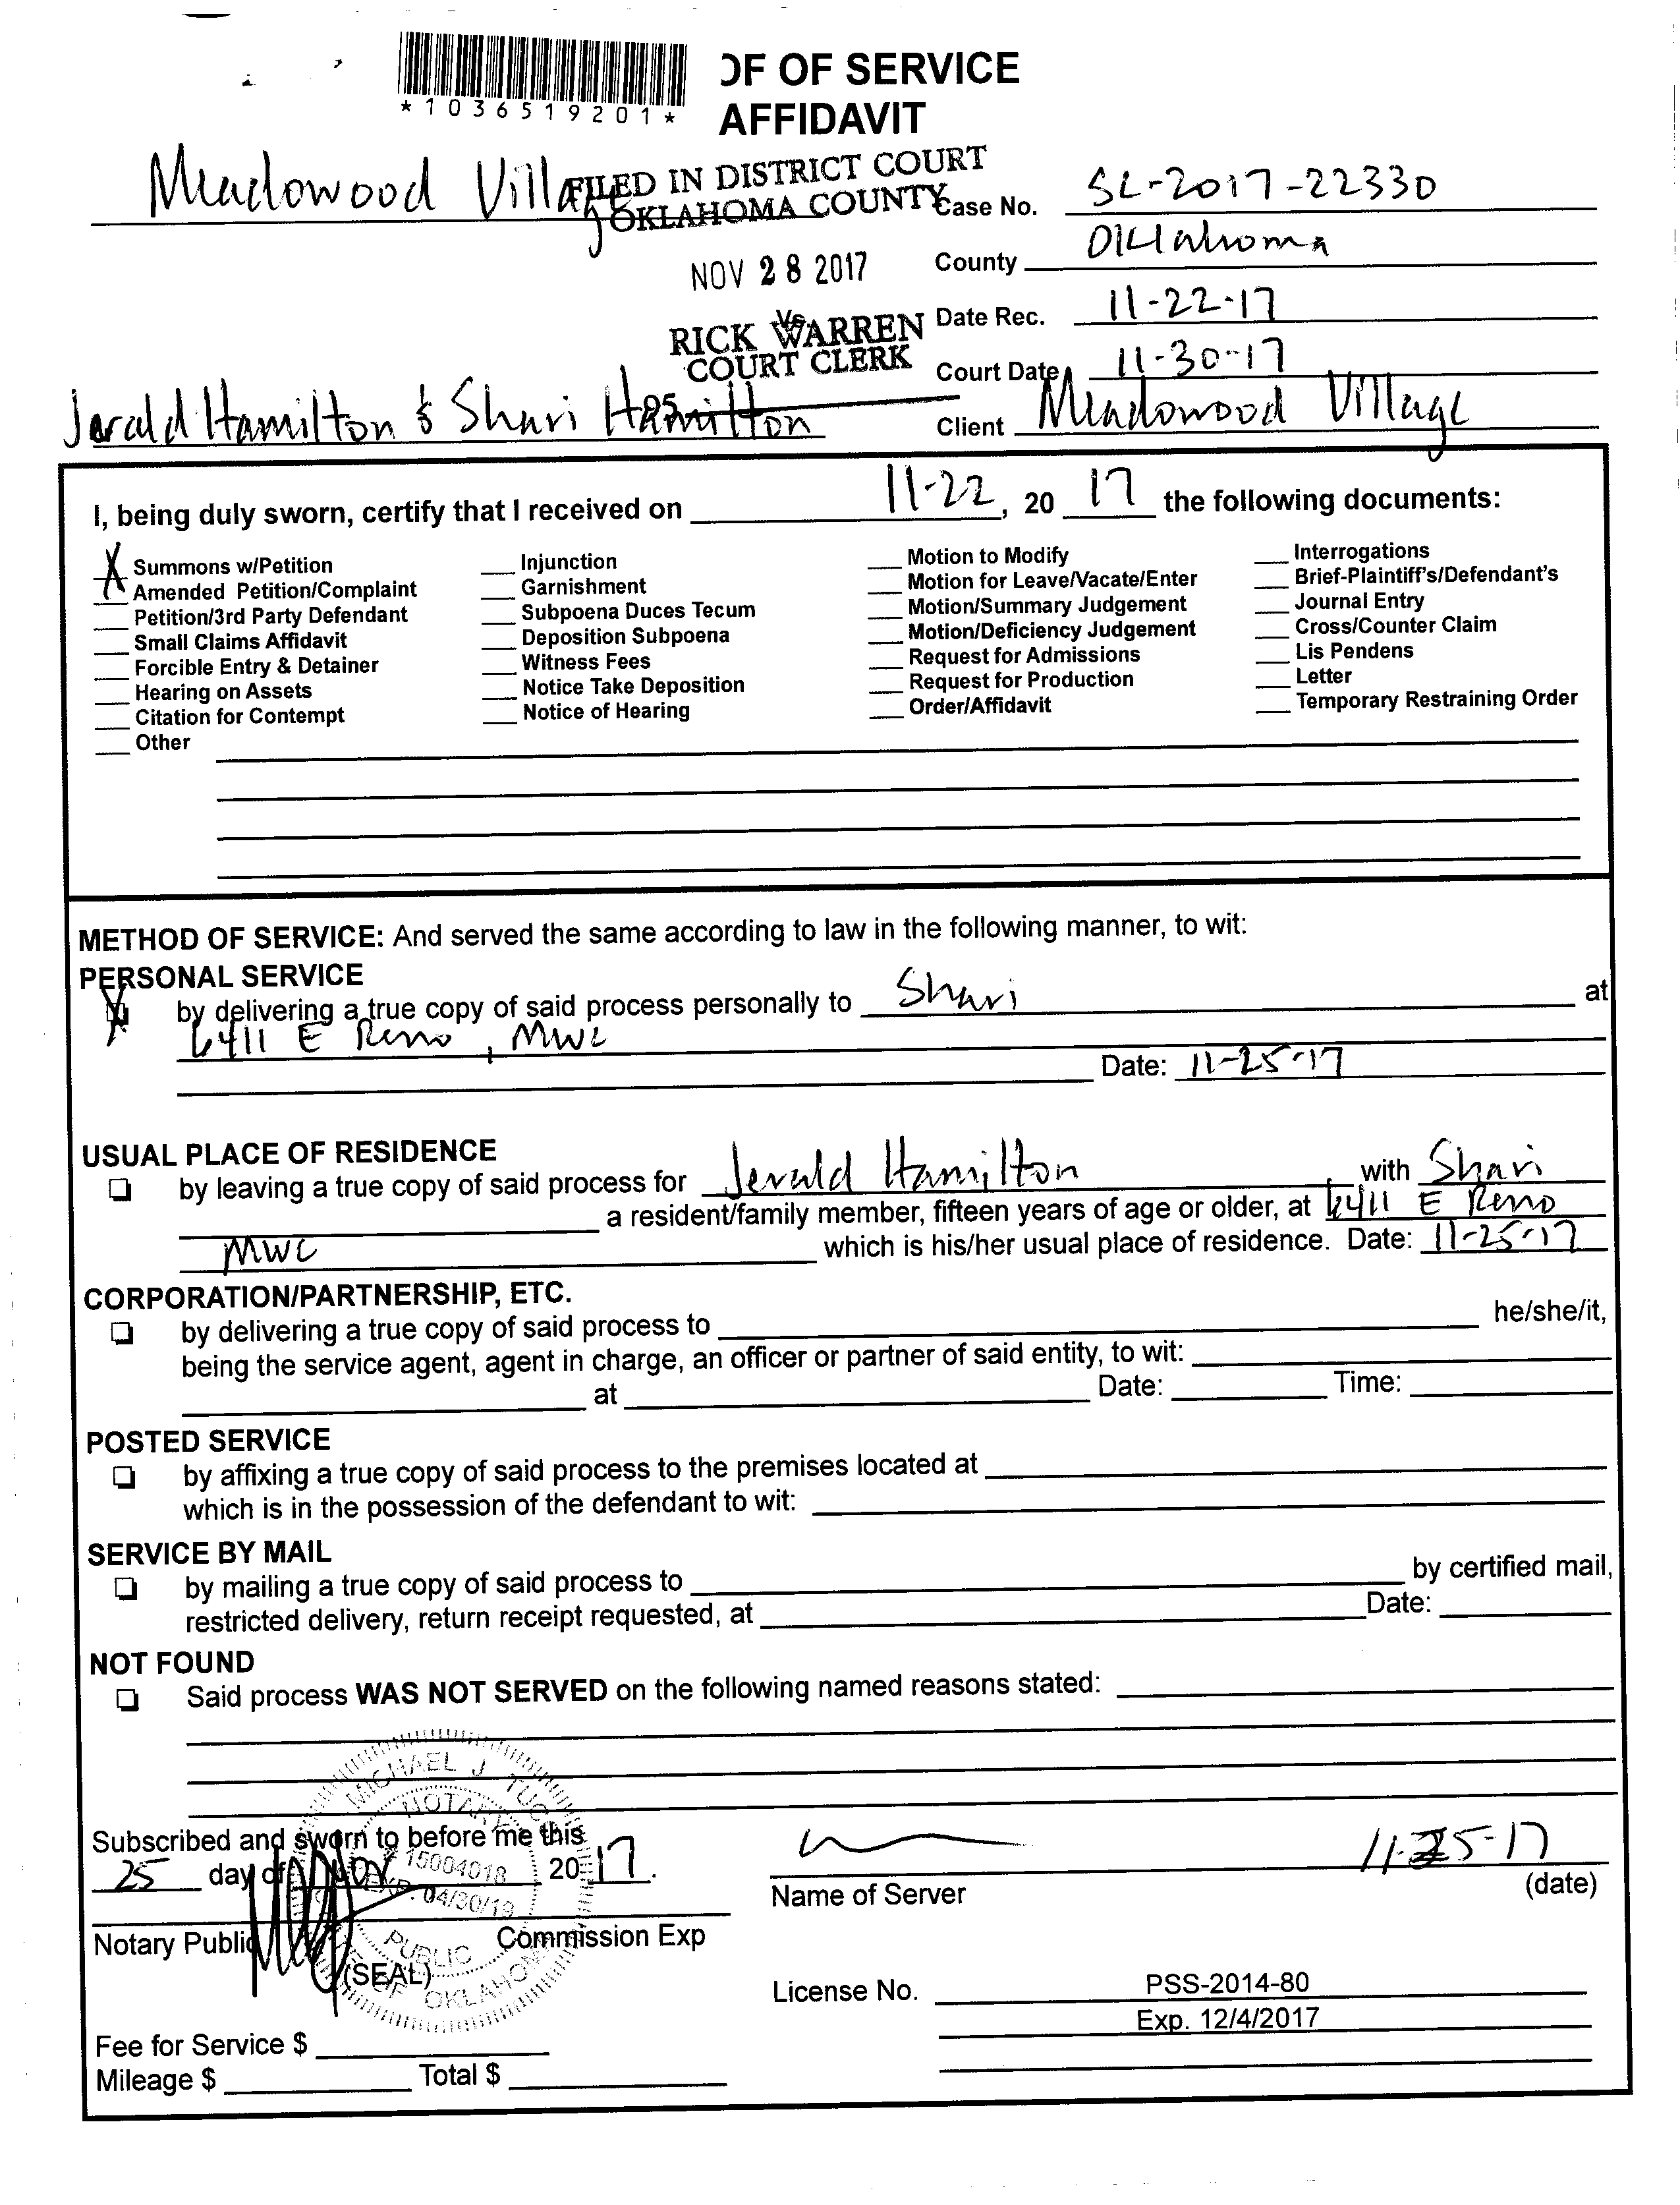 *1036519201*
OF OF SERVICE
AFFIDAVIT
Meadowood Village
FILED IN DISTRICT COURT
OKLAHOMA COUNTY
Case No. SC-2017-22330
County Oklahoma
NOV 28 2017
Date Rec. 11-22-17
Vs
RICK WARREN
COURT CLERK
Court Date 11-30-17
95
Jerald Hamilton & Shari Hamilton
Client Meadowood Village
I, being duly sworn, certify that I received on 11-22, 20 17 the following documents:
X Summons w/Petition
Amended Petition/Complaint
Petition/3rd Party Defendant
Small Claims Affidavit
Forcible Entry & Detainer
Hearing on Assets
Citation for Contempt
Other
Injunction
Garnishment
Subpoena Duces Tecum
Deposition Subpoena
Witness Fees
Notice Take Deposition
Notice of Hearing
Motion to Modify
Motion for Leave/Vacate/Enter
Motion/Summary Judgement
Motion/Deficiency Judgement
Request for Admissions
Request for Production
Order/Affidavit
Interrogations
Brief-Plaintiff's/Defendant's
Journal Entry
Cross/Counter Claim
Lis Pendens
Letter
Temporary Restraining Order
METHOD OF SERVICE: And served the same according to law in the following manner, to wit:
PERSONAL SERVICE
X by delivering a true copy of said process personally to Shari at
6411 E Reno, MWC
Date: 11-25-17
USUAL PLACE OF RESIDENCE
by leaving a true copy of said process for Jerald Hamilton with Shari
a resident/family member, fifteen years of age or older, at 6411 E Reno
MWC which is his/her usual place of residence. Date: 11-25-17
CORPORATION/PARTNERSHIP, ETC.
by delivering a true copy of said process to he/she/it,
being the service agent, agent in charge, an officer or partner of said entity, to wit:
at Date: Time:
POSTED SERVICE
by affixing a true copy of said process to the premises located at
which is in the possession of the defendant to wit:
SERVICE BY MAIL
by mailing a true copy of said process to by certified mail,
restricted delivery, return receipt requested, at Date:
NOT FOUND
Said process WAS NOT SERVED on the following named reasons stated:
MICHAEL J
NOTARY
Subscribed and sworn to before me this
25 day of Nov 20 17.
# 15004018
EXP. 04/30/19
PUBLIC
STATE OF OKLAHOMA
11-25-17
Name of Server (date)
Notary Public Commission Exp
(SEAL)
License No. PSS-2014-80
Exp. 12/4/2017
Fee for Service $
Mileage $ Total $